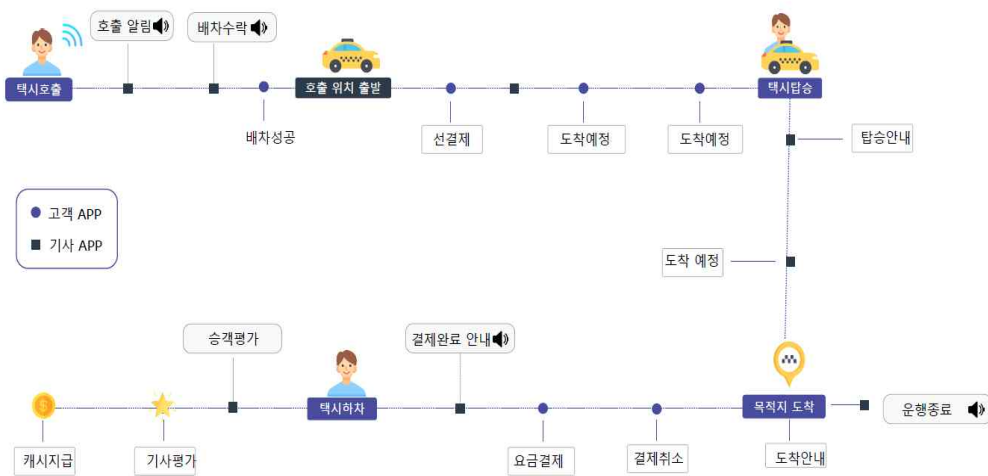 호출 알림
배차수락
택시호출
호출 위치 출발
택시탑승
배차성공
선결제
도착예정
도착예정
탑승안내
고객 APP
기사 APP
도착 예정
승객평가
결제완료 안내
택시하차
목적지 도착
운행종료
캐시지급
기사평가
요금결제
결제취소
도착안내